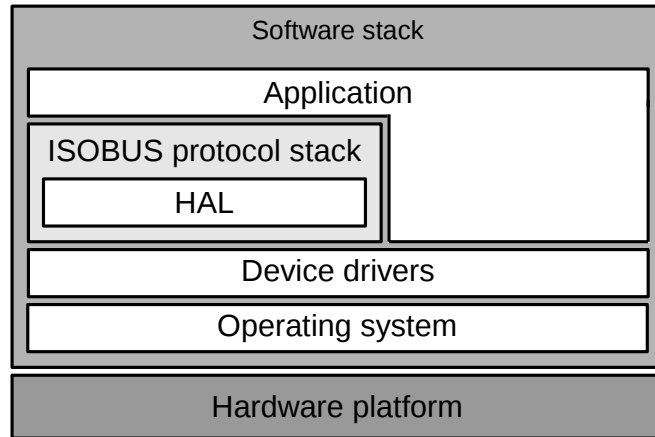 Software stack
Application
ISOBUS protocol stack
HAL
Device drivers
Operating system
Hardware platform